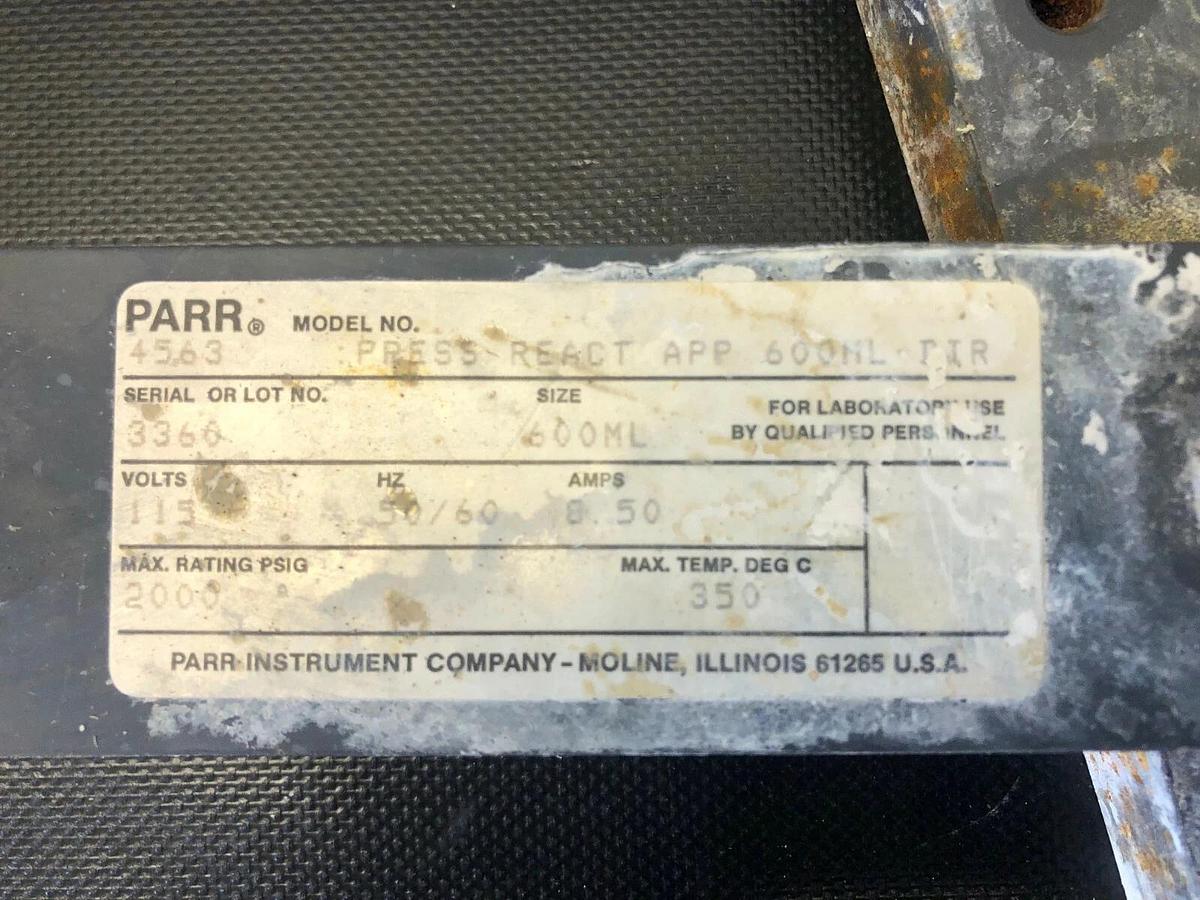 PARR® MODEL NO.
4563 PRESS REACT APP 600ML DIR
SERIAL OR LOT NO. SIZE FOR LABORATORY USE
3360 600ML BY QUALIFIED PERSONNEL
VOLTS HZ AMPS
115 50/60 8.50
MAX. RATING PSIG MAX. TEMP. DEG C
2000 350
PARR INSTRUMENT COMPANY – MOLINE, ILLINOIS 61265 U.S.A.